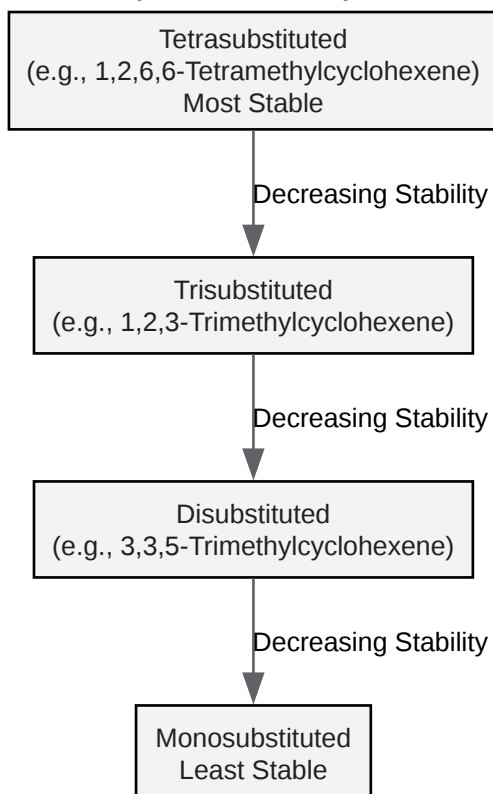 Tetrasubstituted
(e.g., 1,2,6,6-Tetramethylcyclohexene)
Most Stable
Decreasing Stability
Trisubstituted
(e.g., 1,2,3-Trimethylcyclohexene)
Decreasing Stability
Disubstituted
(e.g., 3,3,5-Trimethylcyclohexene)
Decreasing Stability
Monosubstituted
Least Stable